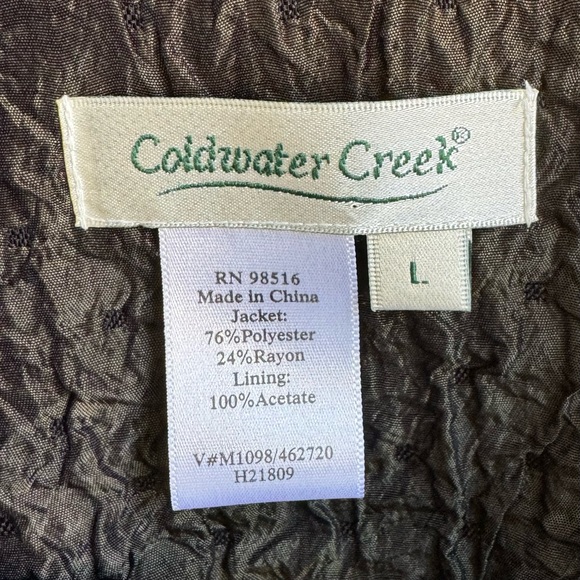 Coldwater Creek®
L
RN 98516
Made in China
Jacket:
76%Polyester
24%Rayon
Lining:
100%Acetate
V#M1098/462720
H21809